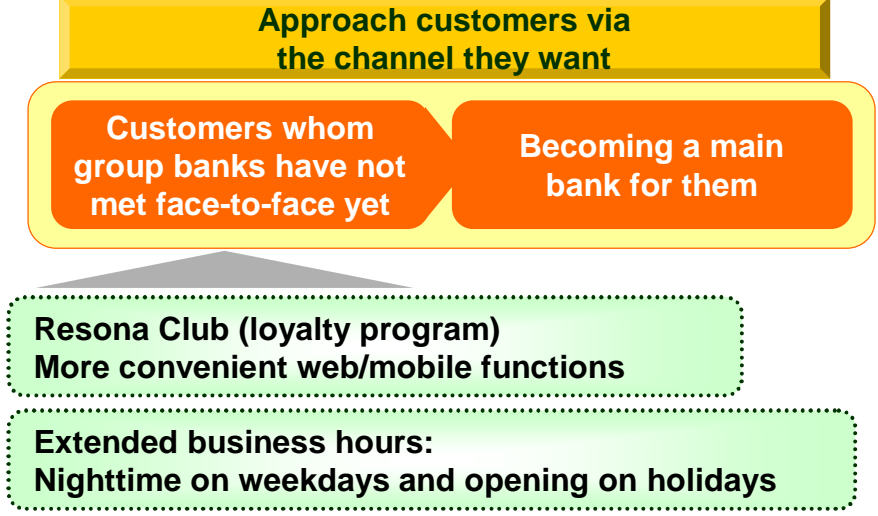 Approach customers via
the channel they want
Customers whom
group banks have not
met face-to-face yet
Becoming a main
bank for them
Resona Club (loyalty program)
More convenient web/mobile functions
Extended business hours:
Nighttime on weekdays and opening on holidays